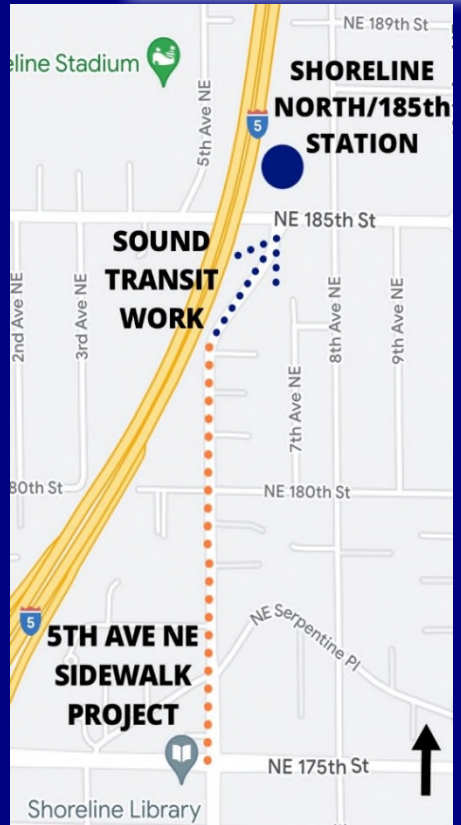 NE 189th St
eline Stadium
SHORELINE
NORTH/185th
STATION
5th Ave NE
5
NE 185th St
SOUND
TRANSIT
WORK
2nd Ave NE
3rd Ave NE
8th Ave NE
9th Ave NE
7th Ave NE
80th St
NE 180th St
NE Serpentine Pl
5
5TH AVE NE
SIDEWALK
PROJECT
NE 175th St
Shoreline Library